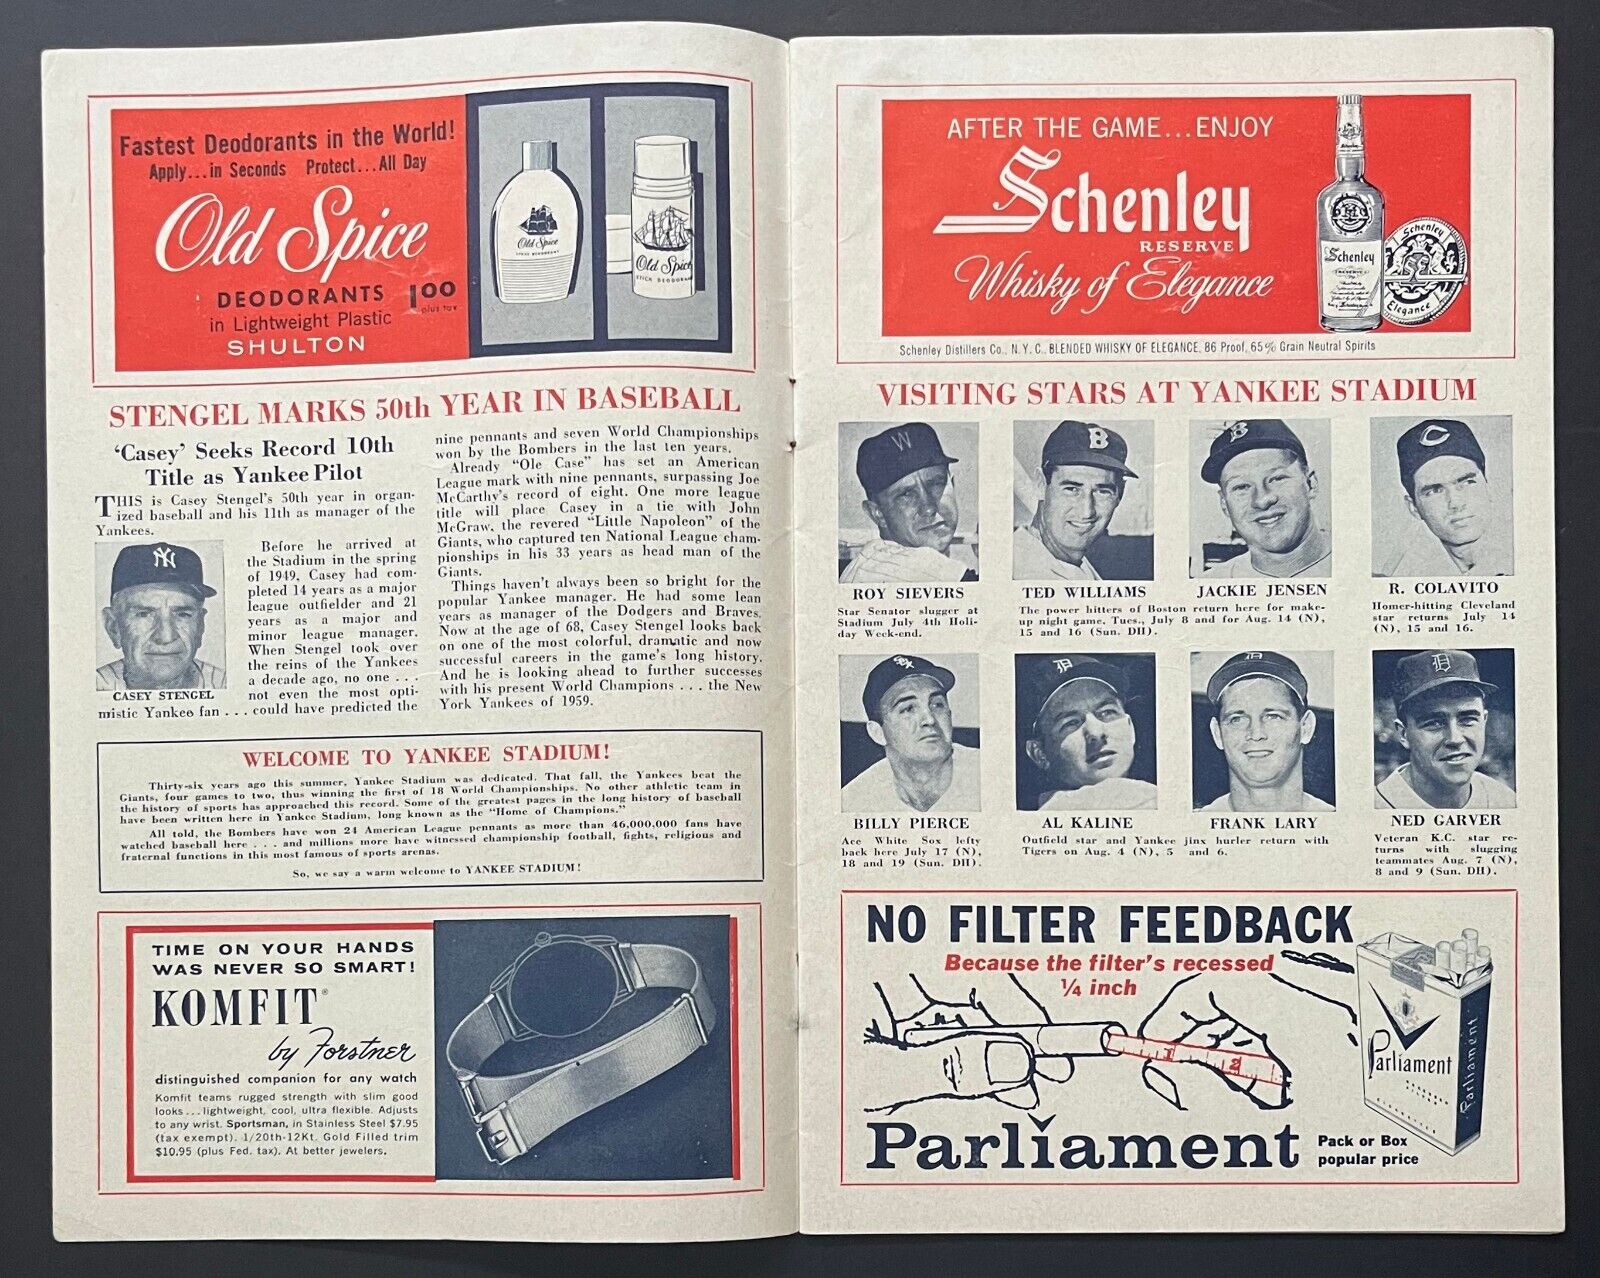 Fastest Deodorants in the World!
Apply...in Seconds Protect...All Day
Old Spice
DEODORANTS 1.00
plus tax
in Lightweight Plastic
SHULTON
Old Spice
Old Spice
STICK DEODORANT
STENGEL MARKS 50th YEAR IN BASEBALL
'Casey' Seeks Record 10th
Title as Yankee Pilot
THIS is Casey Stengel's 50th year in organ-
ized baseball and his 11th as manager of the
Yankees.
NY
CASEY STENGEL
Before he arrived at
the Stadium in the spring
of 1949, Casey had com-
pleted 14 years as a major
league outfielder and 21
years as a major and
minor league manager.
When Stengel took over
the reins of the Yankees
a decade ago, no one . . .
not even the most opti-
mistic Yankee fan . . . could have predicted the
nine pennants and seven World Championships
won by the Bombers in the last ten years.
Already "Ole Case" has set an American
League mark with nine pennants, surpassing Joe
McCarthy's record of eight. One more league
title will place Casey in a tie with John
McGraw, the revered "Little Napoleon" of the
Giants, who captured ten National League cham-
pionships in his 33 years as head man of the
Giants.
Things haven't always been so bright for the
popular Yankee manager. He had some lean
years as manager of the Dodgers and Braves.
Now at the age of 68, Casey Stengel looks back
on one of the most colorful, dramatic and now
successful careers in the game's long history.
And he is looking ahead to further successes
with his present World Champions . . . the New
York Yankees of 1959.
WELCOME TO YANKEE STADIUM!
Thirty-six years ago this summer, Yankee Stadium was dedicated. That fall, the Yankees beat the
Giants, four games to two, thus winning the first of 18 World Championships. No other athletic team in
the history of sports has approached this record. Some of the greatest pages in the long history of baseball
have been written here in Yankee Stadium, long known as the "Home of Champions."
All told, the Bombers have won 24 American League pennants as more than 46,000,000 fans have
watched baseball here . . . and millions more have witnessed championship football, fights, religious and
fraternal functions in this most famous of sports arenas.
So, we say a warm welcome to YANKEE STADIUM!
TIME ON YOUR HANDS
WAS NEVER SO SMART!
KOMFIT®
by Forstner
distinguished companion for any watch
Komfit teams rugged strength with slim good
looks...lightweight, cool, ultra flexible. Adjusts
to any wrist. Sportsman, in Stainless Steel $7.95
(tax exempt). 1/20th-12Kt. Gold Filled trim
$10.95 (plus Fed. tax). At better jewelers.
AFTER THE GAME...ENJOY
Schenley
RESERVE
Whisky of Elegance
Schenley
RESERVE
Schenley
Elegance
Schenley Distillers Co., N.Y.C., BLENDED WHISKY OF ELEGANCE, 86 Proof, 65% Grain Neutral Spirits
VISITING STARS AT YANKEE STADIUM
W
B
B
C
ROY SIEVERS
Star Senator slugger at
Stadium July 4th Holi-
day Week-end.
TED WILLIAMS JACKIE JENSEN
The power hitters of Boston return here for make-
up night game, Tues., July 8 and for Aug. 14 (N),
15 and 16 (Sun. DH).
R. COLAVITO
Homer-hitting Cleveland
star returns July 14
(N), 15 and 16.
SOX
D
D
D
BILLY PIERCE
Ace White Sox lefty
back here July 17 (N),
18 and 19 (Sun. DH).
AL KALINE FRANK LARY
Outfield star and Yankee jinx hurler return with
Tigers on Aug. 4 (N), 5 and 6.
NED GARVER
Veteran K.C. star re-
turns with slugging
teammates Aug. 7 (N),
8 and 9 (Sun. DH).
NO FILTER FEEDBACK
Because the filter's recessed
1/4 inch
1 2
Parliament
Parliament
Parliament
Pack or Box
popular price